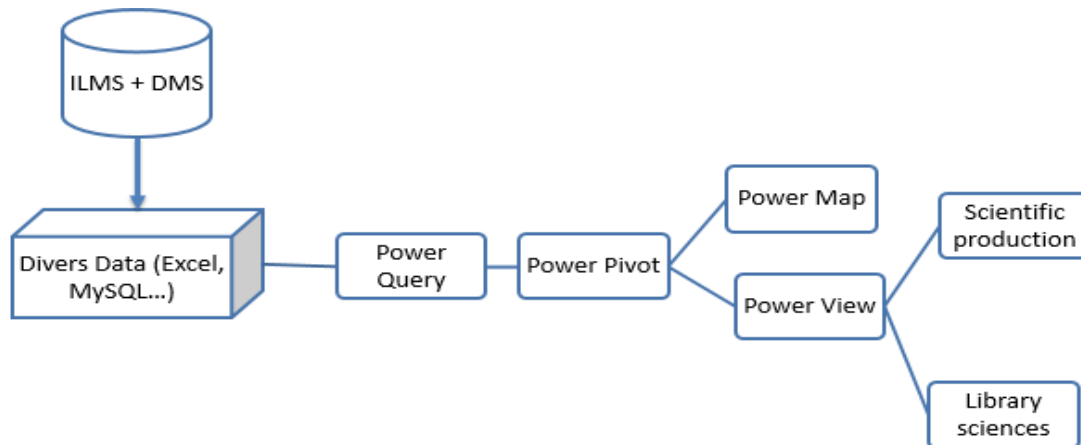 ILMS + DMS
Divers Data (Excel,
MySQL...)
Power
Query
Power Pivot
Power Map
Power View
Scientific
production
Library
sciences